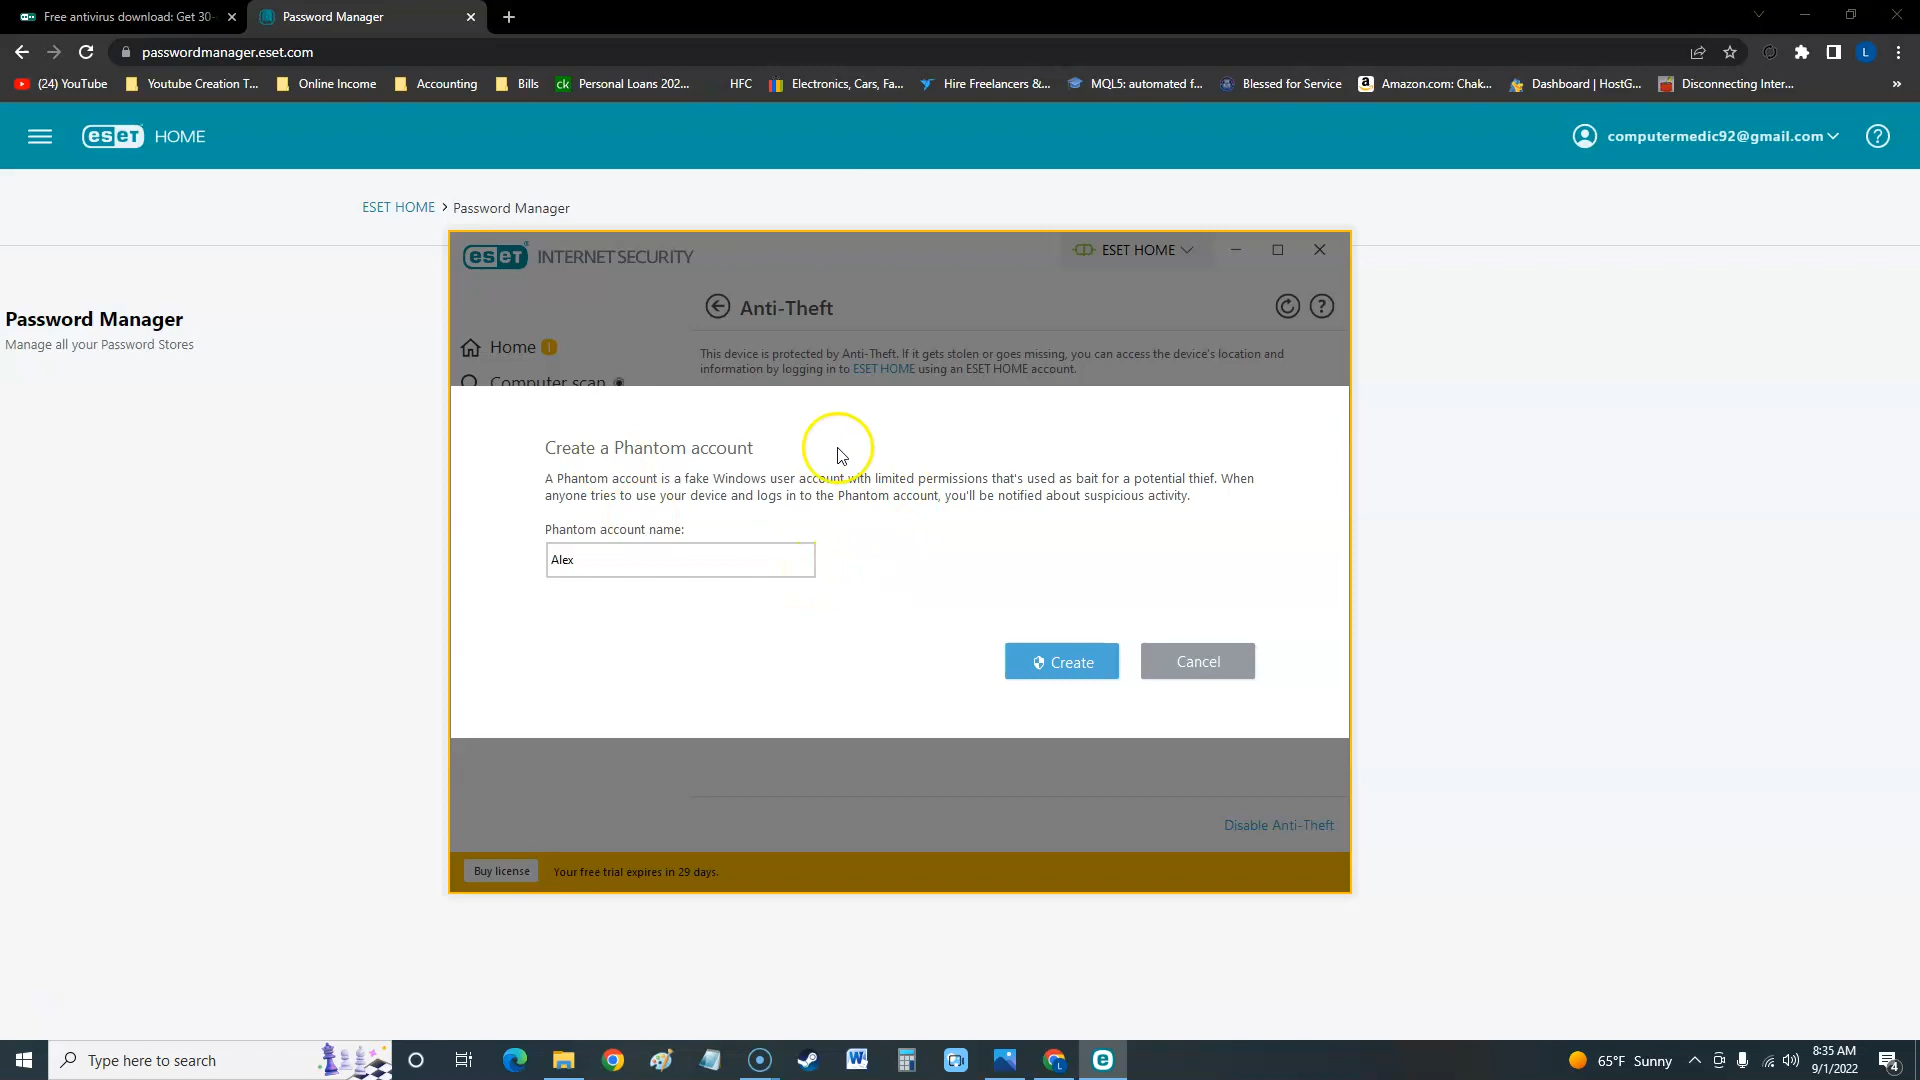 Free antivirus download: Get 30-
Password Manager
passwordmanager.eset.com
L
(24) YouTube
Youtube Creation T...
Online Income
Accounting
Bills
ck
Personal Loans 202...
HFC
Electronics, Cars, Fa...
Hire Freelancers &...
MQL5: automated f...
Blessed for Service
Amazon.com: Chak...
Dashboard | HostG...
Disconnecting Inter...
»
eset HOME
computermedic92@gmail.com
?
ESET HOME > Password Manager
Password Manager
Manage all your Password Stores
eset INTERNET SECURITY
ESET HOME
Anti-Theft
?
Home 1
This device is protected by Anti-Theft. If it gets stolen or goes missing, you can access the device's location and
information by logging in to ESET HOME using an ESET HOME account.
Computer scan
Create a Phantom account
A Phantom account is a fake Windows user account with limited permissions that's used as bait for a potential thief. When
anyone tries to use your device and logs in to the Phantom account, you'll be notified about suspicious activity.
Phantom account name:
Alex
Create
Cancel
Disable Anti-Theft
Buy license
Your free trial expires in 29 days.
Type here to search
65°F Sunny
8:35 AM
9/1/2022
4